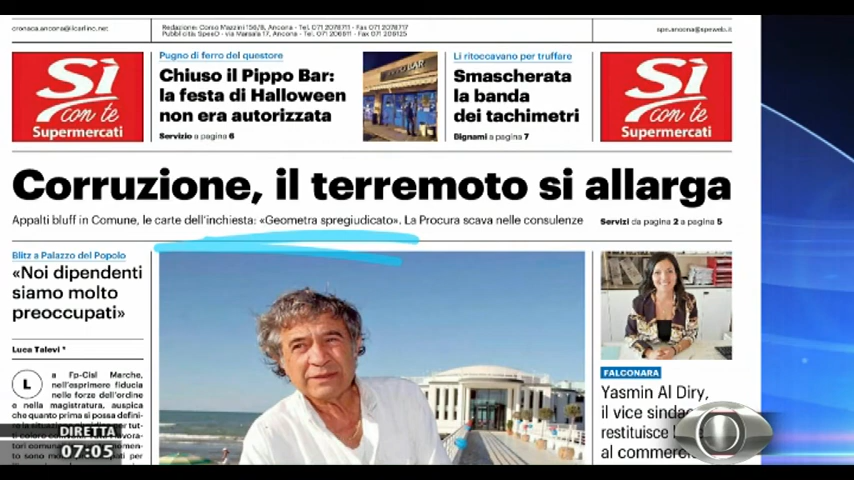 cronaca.ancona@ilcarlino.net
Redazione: Corso Mazzini 156/8, Ancona - Tel. 071 2078711 - Fax 071 2078717
Pubblicità: SpeeD - via Marsala 17, Ancona - Tel. 071 206611 - Fax 071 206125
spe.ancona@speweb.it
SÌ
con te
Supermercati
Pugno di ferro del questore
Chiuso il Pippo Bar:
la festa di Halloween
non era autorizzata
Servizio a pagina 6
BAR
Li ritoccavano per truffare
Smascherata
la banda
dei tachimetri
Bignami a pagina 7
SÌ
con te
Supermercati
Corruzione, il terremoto si allarga
Appalti bluff in Comune, le carte dell'inchiesta: «Geometra spregiudicato». La Procura scava nelle consulenze
Servizi da pagina 2 a pagina 5
Blitz a Palazzo del Popolo
«Noi dipendenti
siamo molto
preoccupati»
Luca Talevi *
L
a Fp-Cisl Marche,
nell'esprimere fiducia
nelle forze dell'ordine
e nella magistratura, auspica
che quanto prima si possa
FALCONARA
Yasmin Al Diry,
il vice
restituisce
al
DIRETTA
07:05